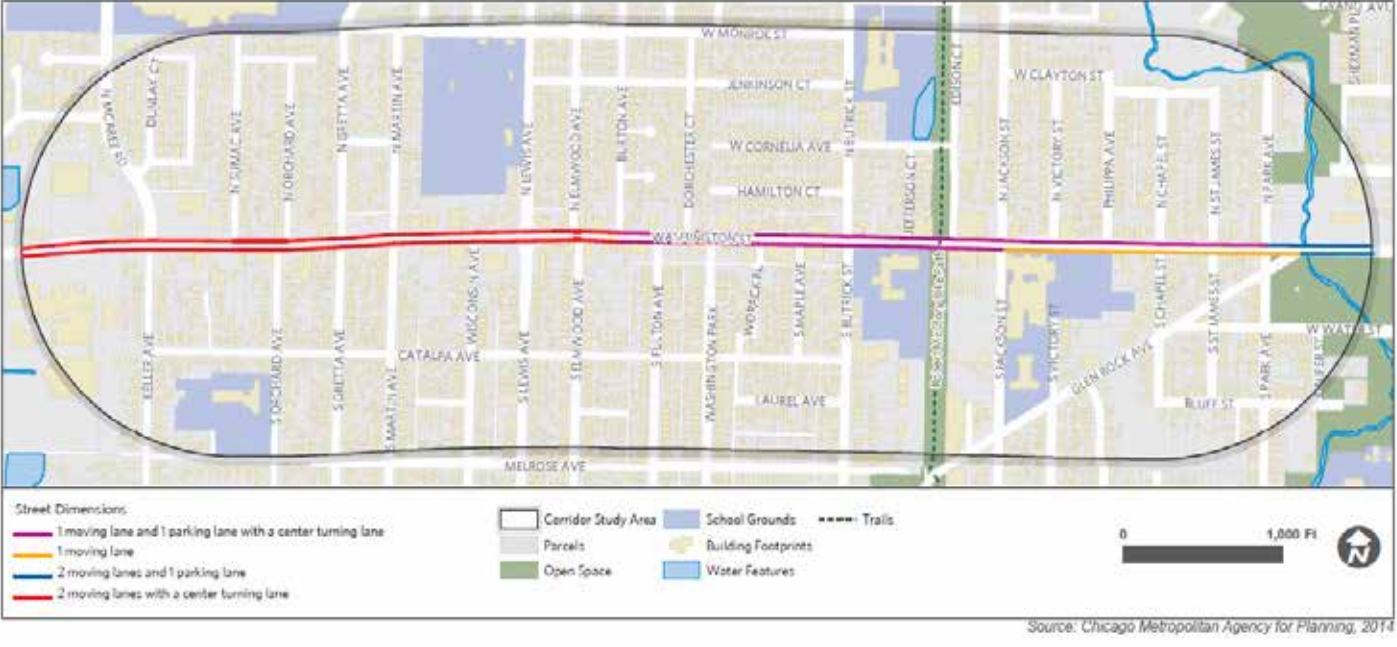 GRAND AVE
W MONROE ST
SHERMAN PL
EDISON CT
W CLAYTON ST
DUNLAY CT
N MCAREE RD
N GRETTA AVE
N MARTIN AVE
JENKINSON CT
N BUTRICK ST
N SUMAC AVE
N ORCHARD AVE
N LEWIS AVE
N ELMWOOD AVE
BURTON AVE
DORCHESTER CT
W CORNELIA AVE
HAMILTON CT
JEFFERSON CT
N JACKSON ST
N VICTORY ST
PHILIPPA AVE
N CHAPEL ST
N ST JAMES ST
N PARK AVE
WASHINGTON ST
KELLER AVE
S ORCHARD AVE
S GRETTA AVE
S MARTIN AVE
CATALPA AVE
WISCONSIN AVE
S LEWIS AVE
S ELMWOOD AVE
S FULTON AVE
WASHINGTON PARK
S MAPLE AVE
S BUTRICK ST
LAUREL AVE
S JACKSON ST
S VICTORY ST
GLEN ROCK AVE
S CHAPEL ST
S ST JAMES ST
S PARK AVE
W WATER ST
BLUFF ST
MELROSE AVE
Street Dimensions
1 moving lane and 1 parking lane with a center turning lane
1 moving lane
2 moving lanes and 1 parking lane
2 moving lanes with a center turning lane
Corridor Study Area
Parcels
Open Space
School Grounds
Building Footprints
Water Features
Trails
0 1,000 Ft
N
Source: Chicago Metropolitan Agency for Planning, 2014